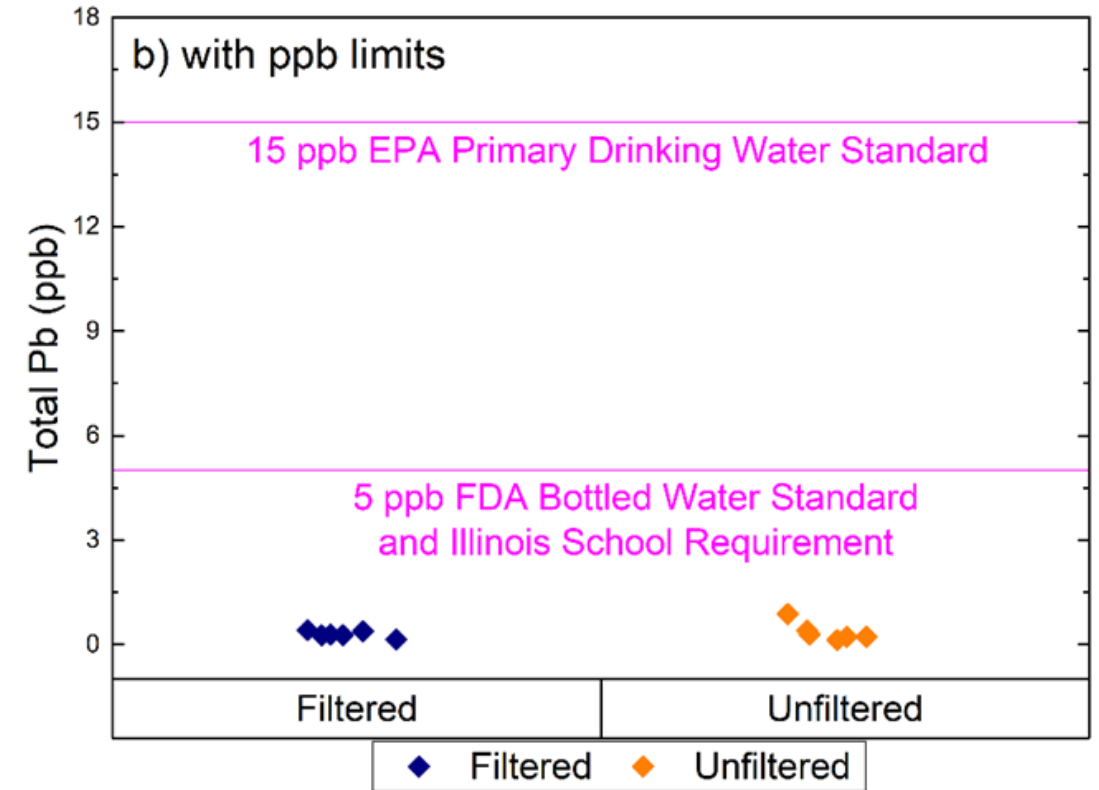 18
b) with ppb limits
15
15 ppb EPA Primary Drinking Water Standard
12
Total Pb (ppb)
9
6
5 ppb FDA Bottled Water Standard
and Illinois School Requirement
3
0
Filtered Unfiltered
Filtered Unfiltered